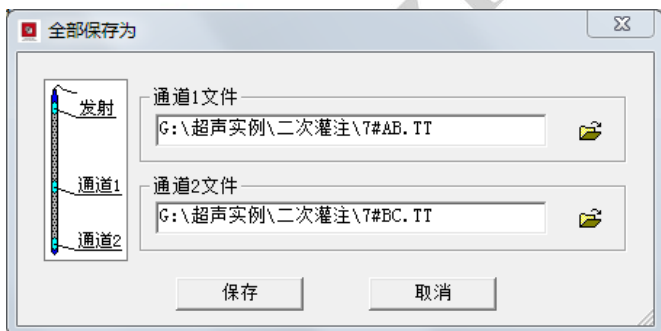 全部保存为
发射
通道1
通道2
通道1文件
G:\超声实例\二次灌注\7#AB.TT
通道2文件
G:\超声实例\二次灌注\7#BC.TT
保存
取消